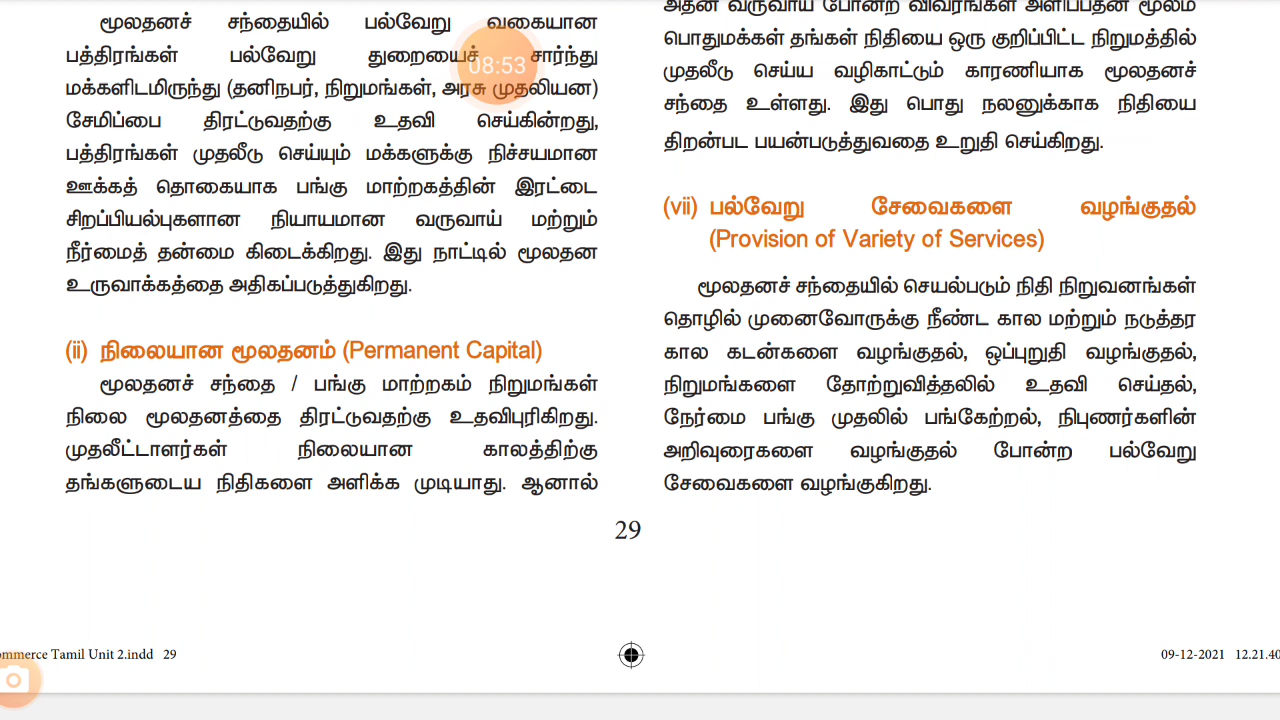 மூலதனச் சந்தையில் பல்வேறு வகையான
பத்திரங்கள் பல்வேறு துறையைச் சார்ந்து
மக்களிடமிருந்து (தனிநபர், நிறுமங்கள், அரசு முதலியன)
சேமிப்பை திரட்டுவதற்கு உதவி செய்கின்றது,
பத்திரங்கள் முதலீடு செய்யும் மக்களுக்கு நிச்சயமான
ஊக்கத் தொகையாக பங்கு மாற்றகத்தின் இரட்டை
சிறப்பியல்புகளான நியாயமான வருவாய் மற்றும்
நீர்மைத் தன்மை கிடைக்கிறது. இது நாட்டில் மூலதன
உருவாக்கத்தை அதிகப்படுத்துகிறது.
(ii) நிலையான மூலதனம் (Permanent Capital)
மூலதனச் சந்தை / பங்கு மாற்றகம் நிறுமங்கள்
நிலை மூலதனத்தை திரட்டுவதற்கு உதவிபுரிகிறது.
முதலீட்டாளர்கள் நிலையான காலத்திற்கு
தங்களுடைய நிதிகளை அளிக்க முடியாது. ஆனால்
அதன் வருவாய் போன்ற விவரங்கள் அளிப்பதன் மூலம்
பொதுமக்கள் தங்கள் நிதியை ஒரு குறிப்பிட்ட நிறுமத்தில்
முதலீடு செய்ய வழிகாட்டும் காரணியாக மூலதனச்
சந்தை உள்ளது. இது பொது நலனுக்காக நிதியை
திறன்பட பயன்படுத்துவதை உறுதி செய்கிறது.
(vii) பல்வேறு சேவைகளை வழங்குதல்
(Provision of Variety of Services)
மூலதனச் சந்தையில் செயல்படும் நிதி நிறுவனங்கள்
தொழில் முனைவோருக்கு நீண்ட கால மற்றும் நடுத்தர
கால கடன்களை வழங்குதல், ஒப்புறுதி வழங்குதல்,
நிறுமங்களை தோற்றுவித்தலில் உதவி செய்தல்,
நேர்மை பங்கு முதலில் பங்கேற்றல், நிபுணர்களின்
அறிவுரைகளை வழங்குதல் போன்ற பல்வேறு
சேவைகளை வழங்குகிறது.
08:53
29
ommerce Tamil Unit 2.indd 29
09-12-2021 12.21.40